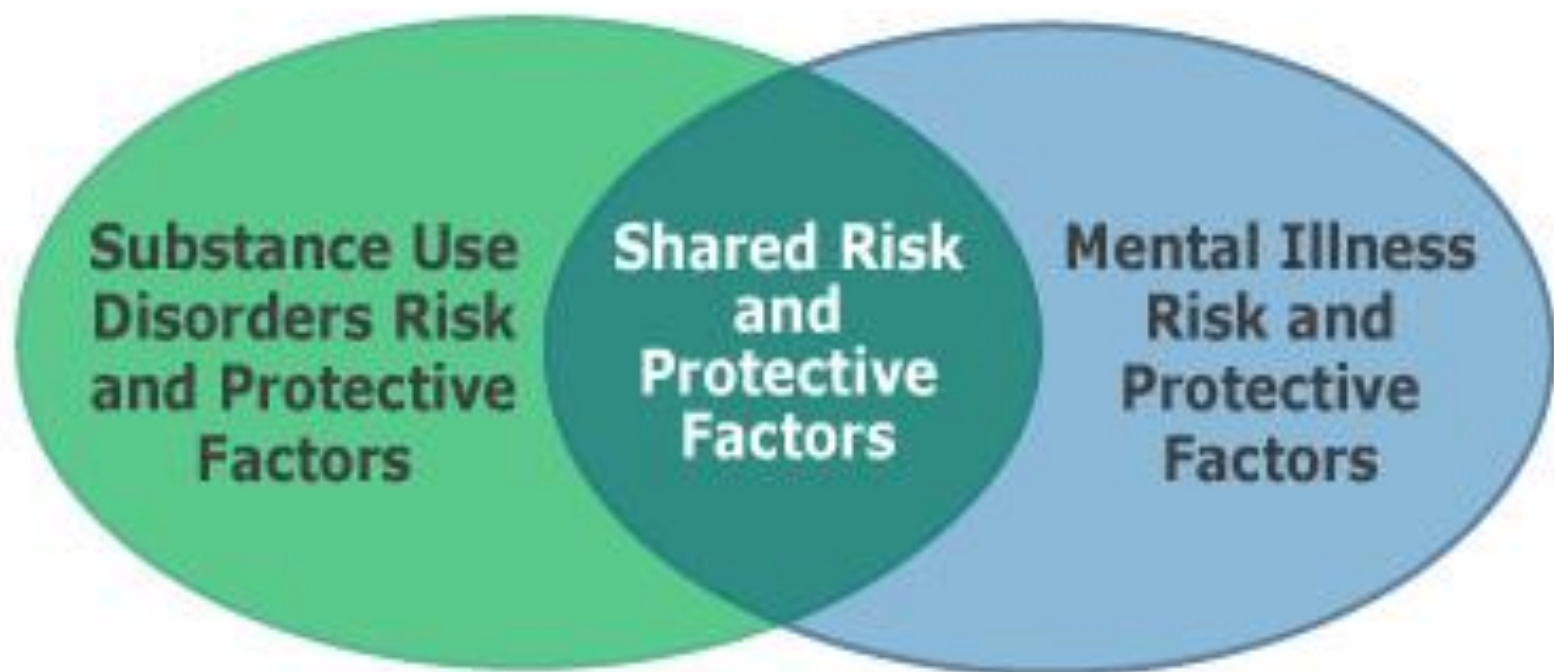 Substance Use
Disorders Risk
and Protective
Factors
Shared Risk
and
Protective
Factors
Mental Illness
Risk and
Protective
Factors